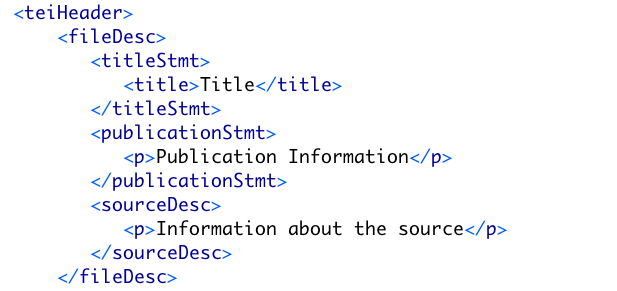 <teiHeader>
<fileDesc>
<titleStmt>
<title>Title</title>
</titleStmt>
<publicationStmt>
<p>Publication Information</p>
</publicationStmt>
<sourceDesc>
<p>Information about the source</p>
</sourceDesc>
</fileDesc>